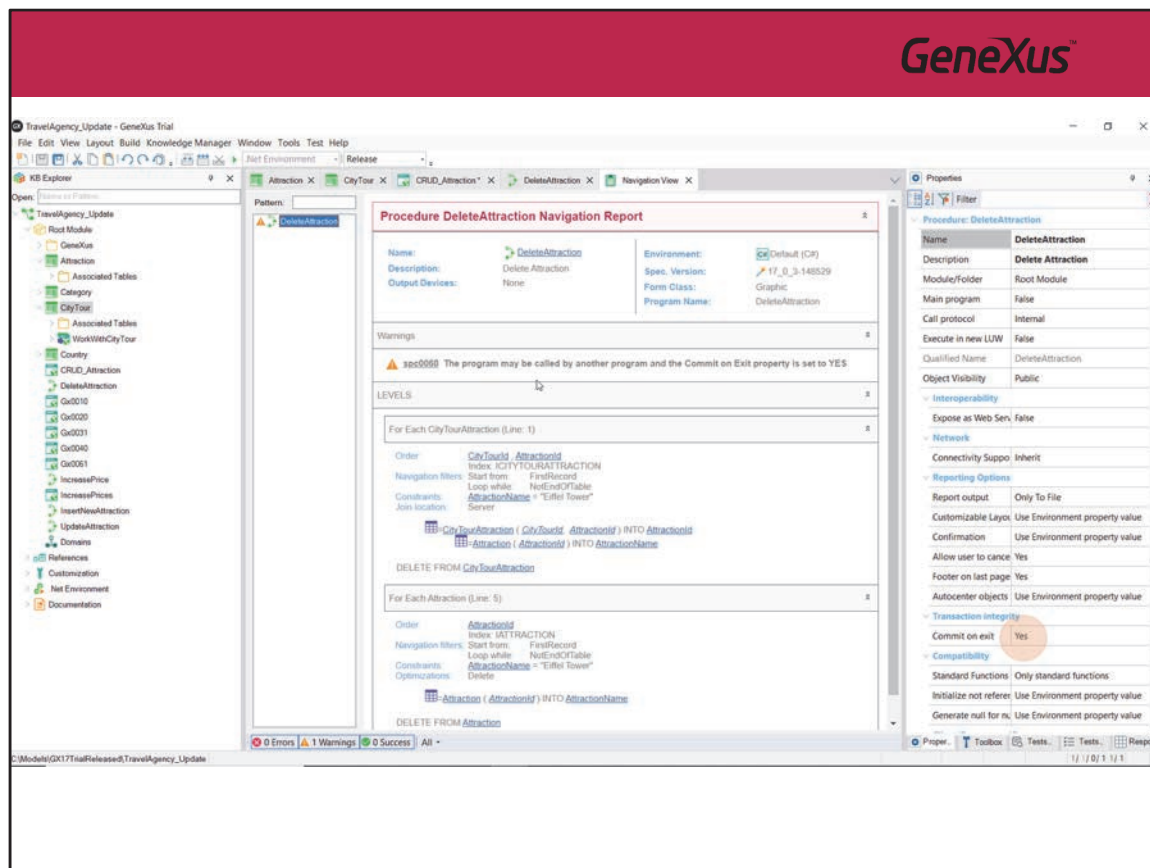 GeneXus™
TravelAgency_Update - GeneXus Trial
File Edit View Layout Build Knowledge Manager Window Tools Test Help
.Net Environment Release
KB Explorer
Open:
TravelAgency_Update
Root Module
GeneXus
Attraction
Associated Tables
Category
CityTour
Associated Tables
WorkWithCityTour
Country
CRUD_Attraction
DeleteAttraction
Gx0010
Gx0020
Gx0031
Gx0040
Gx0061
IncreasePrice
IncreasePrices
InsertNewAttraction
UpdateAttraction
Domains
References
Customization
.Net Environment
Documentation
Attraction X CityTour X CRUD_Attraction* X DeleteAttraction X Navigation View X
Pattern:
DeleteAttraction
Procedure DeleteAttraction Navigation Report
Name: DeleteAttraction
Description: Delete Attraction
Output Devices: None
Environment: Default (C#)
Spec. Version: 17_0_3-148529
Form Class: Graphic
Program Name: DeleteAttraction
Warnings
spc0060 The program may be called by another program and the Commit on Exit property is set to YES
LEVELS
For Each CityTourAttraction (Line: 1)
Order CityTourId , AttractionId
Index: ICITYTOURATTRACTION
Navigation filters: Start from: FirstRecord
Loop while: NotEndOfTable
Constraints: AttractionName = "Eiffel Tower"
Join location: Server
=CityTourAttraction ( CityTourId, AttractionId ) INTO AttractionId
=Attraction ( AttractionId ) INTO AttractionName
DELETE FROM CityTourAttraction
For Each Attraction (Line: 5)
Order AttractionId
Index: IATTRACTION
Navigation filters: Start from: FirstRecord
Loop while: NotEndOfTable
Constraints: AttractionName = "Eiffel Tower"
Optimizations: Delete
=Attraction ( AttractionId ) INTO AttractionName
DELETE FROM Attraction
0 Errors 1 Warnings 0 Success All
Properties
Filter
Procedure: DeleteAttraction
Name DeleteAttraction
Description Delete Attraction
Module/Folder Root Module
Main program False
Call protocol Internal
Execute in new LUW False
Qualified Name DeleteAttraction
Object Visibility Public
Interoperability
Expose as Web Ser False
Network
Connectivity Suppo Inherit
Reporting Options
Report output Only To File
Customizable Layou Use Environment property value
Confirmation Use Environment property value
Allow user to cance Yes
Footer on last page Yes
Autocenter objects Use Environment property value
Transaction integrity
Commit on exit Yes
Compatibility
Standard Functions Only standard functions
Initialize not referer Use Environment property value
Generate null for nu Use Environment property value
Proper.. Toolbox Tests.. Tests.. Respo
C:\Models\GX17TrialReleased\TravelAgency_Update